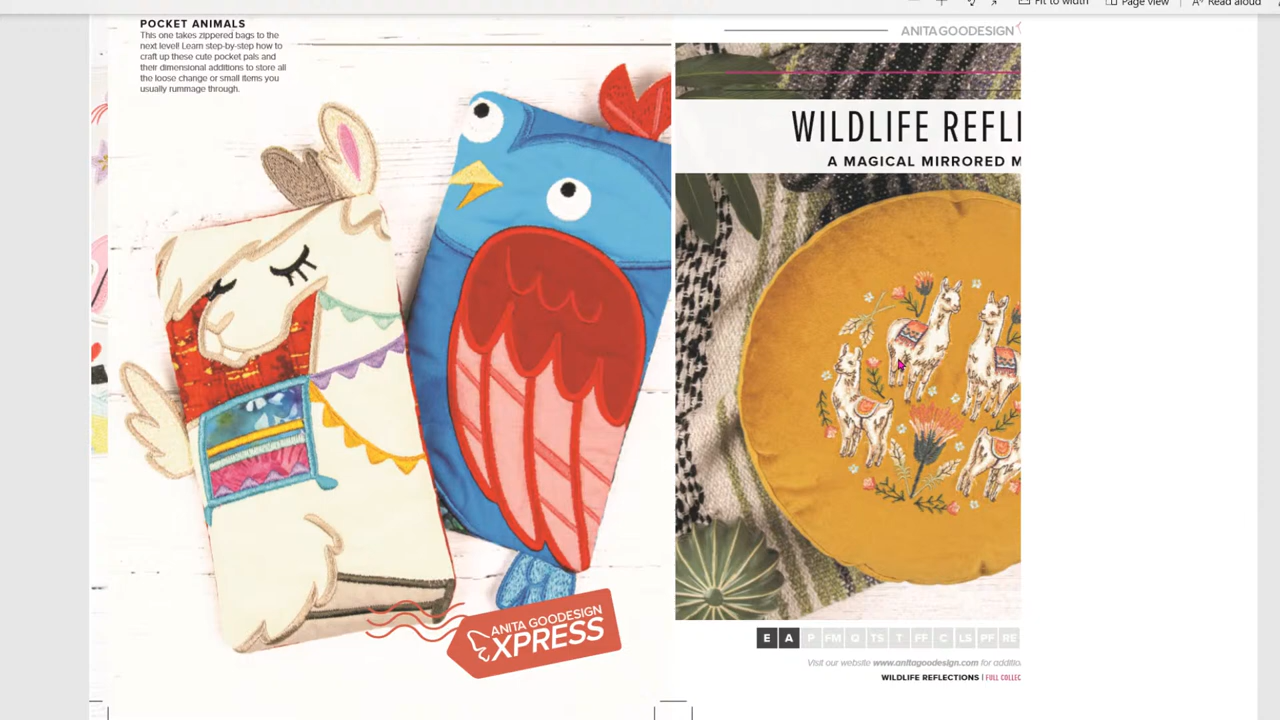 Fit to width
Page view
Read aloud
POCKET ANIMALS
This one takes zippered bags to the
next level! Learn step-by-step how to
craft up these cute pocket pals and
their dimensional additions to store all
the loose change or small items you
usually rummage through.
ANITA GOODESIGN
XPRESS
ANITAGOODESIGN
WILDLIFE REFL
A MAGICAL MIRRORED M
E A P FM Q TS T FF C LS PF RE
Visit our website www.anitagoodesign.com for additio
WILDLIFE REFLECTIONS | FULL COLLEC